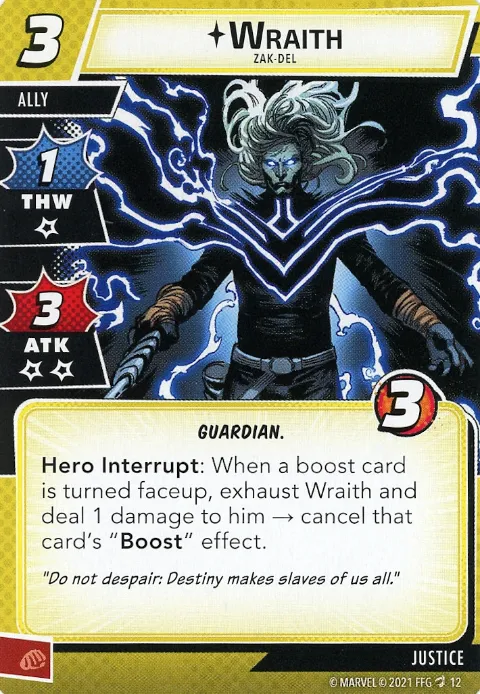 3
WRAITH
ZAK-DEL
ALLY
1
THW
3
ATK
3
GUARDIAN.
Hero Interrupt: When a boost card
is turned faceup, exhaust Wraith and
deal 1 damage to him → cancel that
card's "Boost" effect.
"Do not despair: Destiny makes slaves of us all."
JUSTICE
© MARVEL © 2021 FFG 12